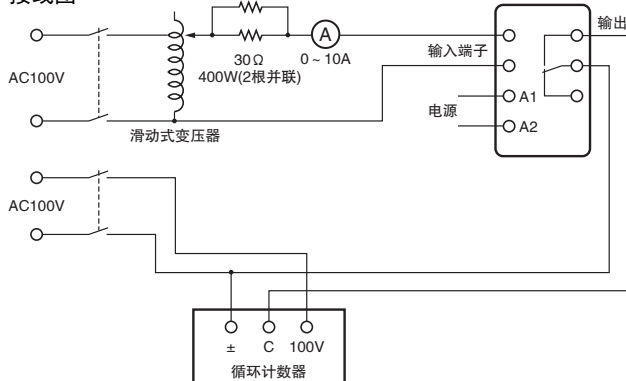 接线图
输出
A
输入端子
30Ω
0~10A
400W(2根并联)
AC100V
A1
电源
A2
滑动式变压器
AC100V
± C 100V
循环计数器